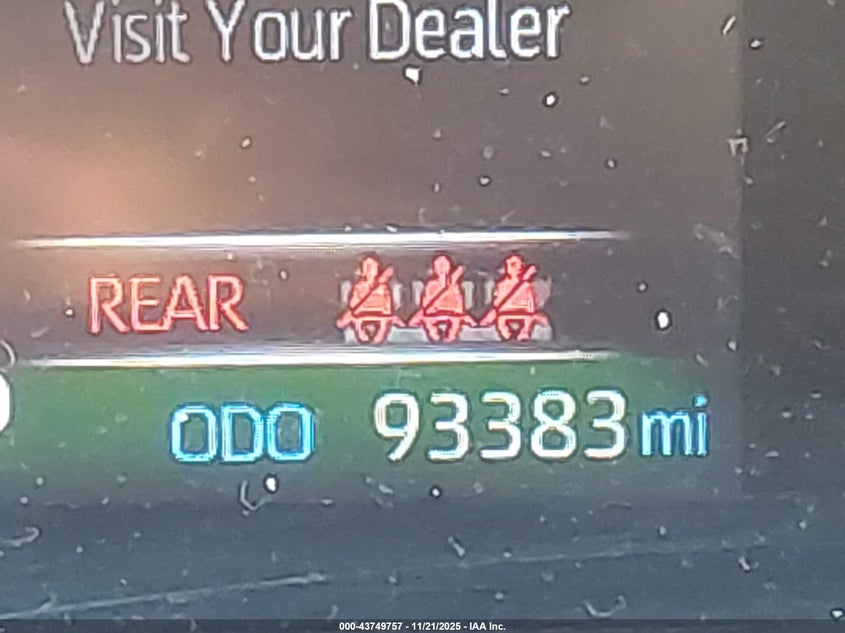 Visit Your Dealer
REAR
ODO 93383 mi
000-43749757 - 11/21/2025 - IAA Inc.